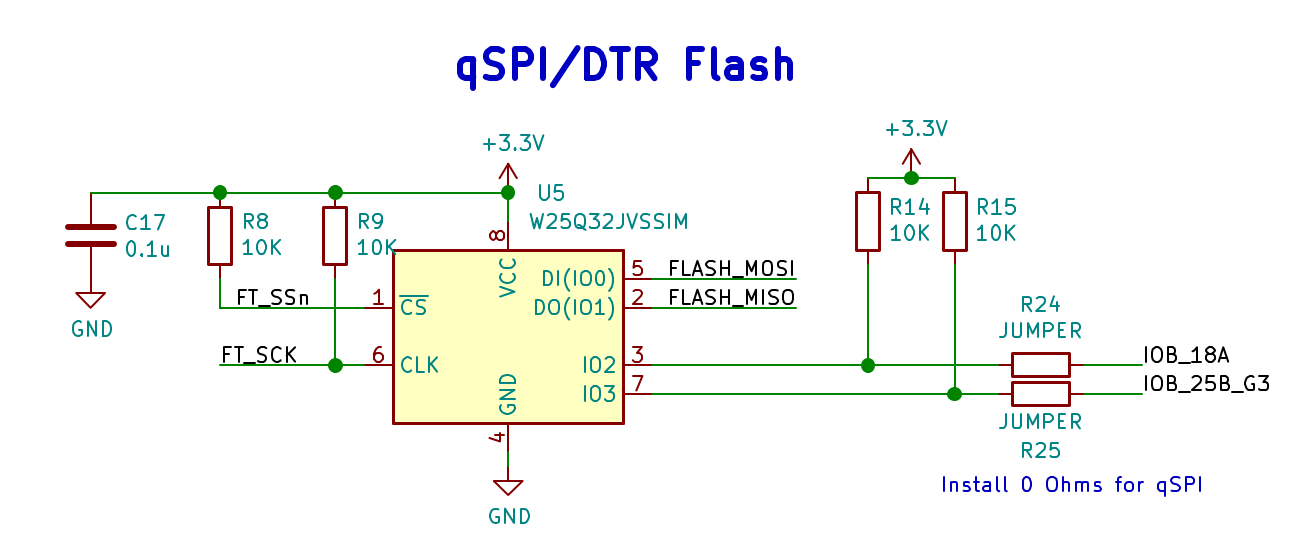 qSPI/DTR Flash
+3.3V
+3.3V
C17
0.1u
GND
R8
10K
R9
10K
U5
W25Q32JVSSIM
8
VCC
FT_SSn
1
CS
FT_SCK
6
CLK
DI(IO0)
5
FLASH_MOSI
DO(IO1)
2
FLASH_MISO
IO2
3
IO3
7
GND
4
GND
R14
10K
R15
10K
R24
JUMPER
IOB_18A
IOB_25B_G3
JUMPER
R25
Install 0 Ohms for qSPI